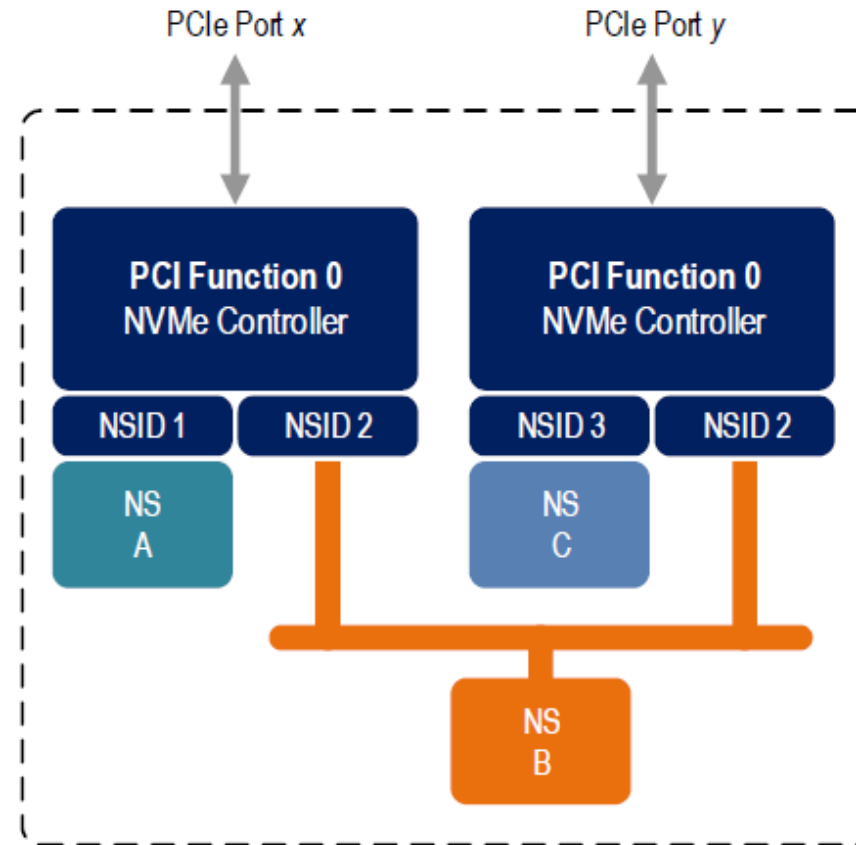 PCIe Port x
PCIe Port y
PCI Function 0
NVMe Controller
PCI Function 0
NVMe Controller
NSID 1
NSID 2
NSID 3
NSID 2
NS
A
NS
C
NS
B